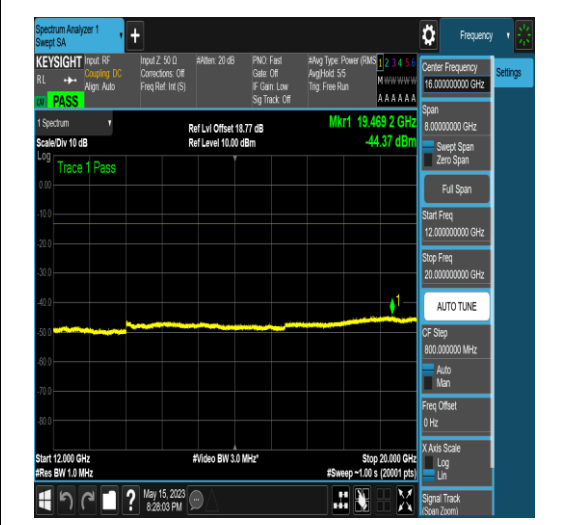 Spectrum Analyzer 1
Swept SA
+
Frequency
KEYSIGHT
RL
PASS
Input: RF
Coupling: DC
Align: Auto
Input Z: 50 Ω
Corrections: Off
Freq Ref: Int (S)
#Atten: 20 dB
PNO: Fast
Gate: Off
IF Gain: Low
Sig Track: Off
#Avg Type: Power (RMS
Avg|Hold: 5/5
Trig: Free Run
1 2 3 4 5 6
M W W W W W
A A A A A A
Center Frequency
16.000000000 GHz
Settings
Span
8.00000000 GHz
Swept Span
Zero Span
Full Span
Start Freq
12.000000000 GHz
Stop Freq
20.000000000 GHz
AUTO TUNE
CF Step
800.000000 MHz
Auto
Man
Freq Offset
0 Hz
X Axis Scale
Log
Lin
Signal Track
(Span Zoom)
1 Spectrum
Scale/Div 10 dB
Ref Lvl Offset 18.77 dB
Ref Level 10.00 dBm
Mkr1 19.469 2 GHz
-44.37 dBm
Log
Trace 1 Pass
0.00
-10.0
-20.0
-30.0
-40.0
-50.0
-60.0
-70.0
-80.0
1
Start 12.000 GHz
#Res BW 1.0 MHz
#Video BW 3.0 MHz*
Stop 20.000 GHz
#Sweep ~1.00 s (20001 pts)
?
May 15, 2023
8:28:03 PM